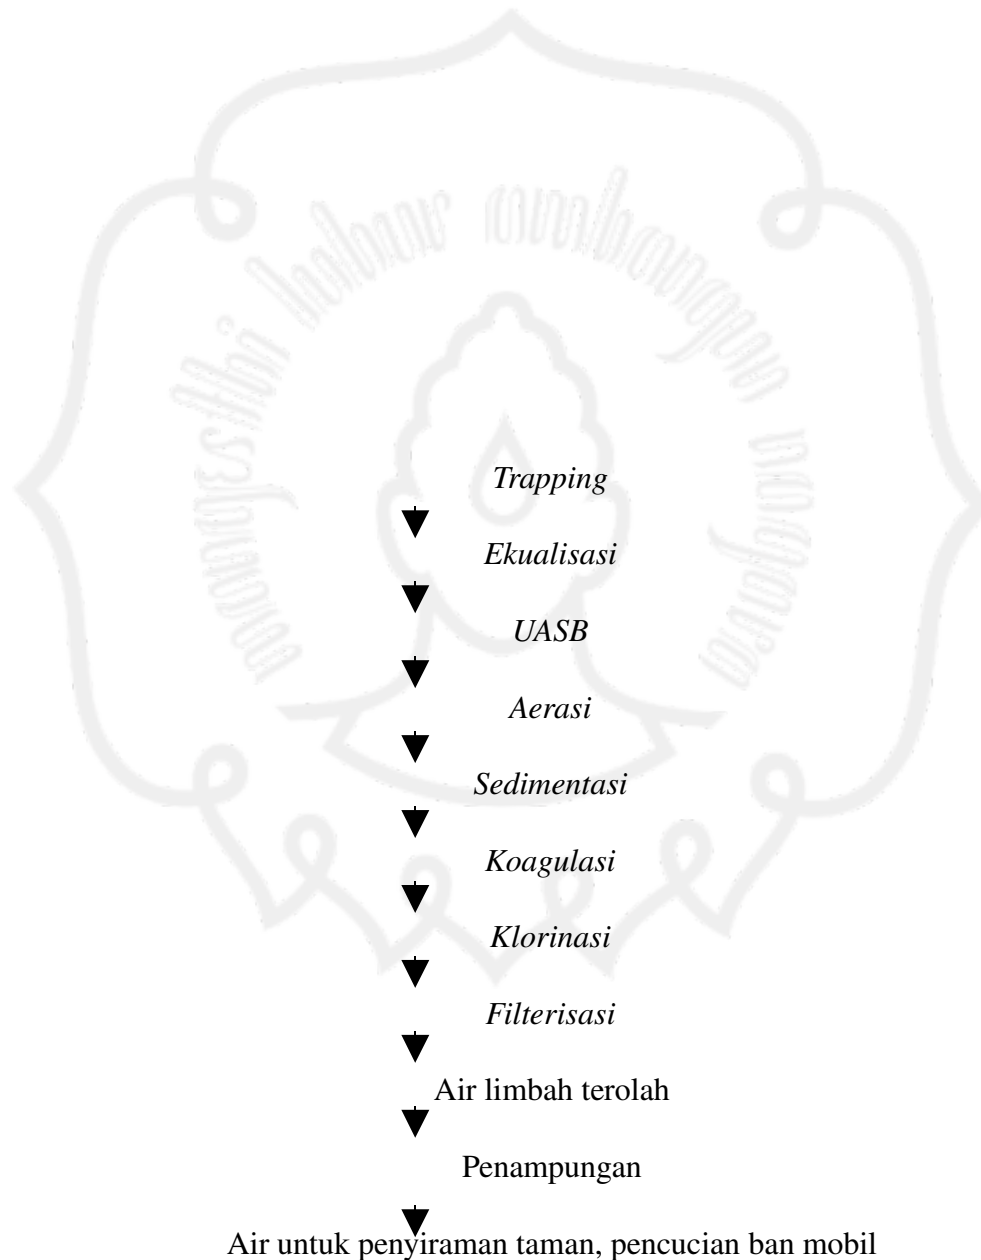 Trapping
Ekualisasi
UASB
Aerasi
Sedimentasi
Koagulasi
Klorinasi
Filterisasi
Air limbah terolah
Penampungan
Air untuk penyiraman taman, pencucian ban mobil